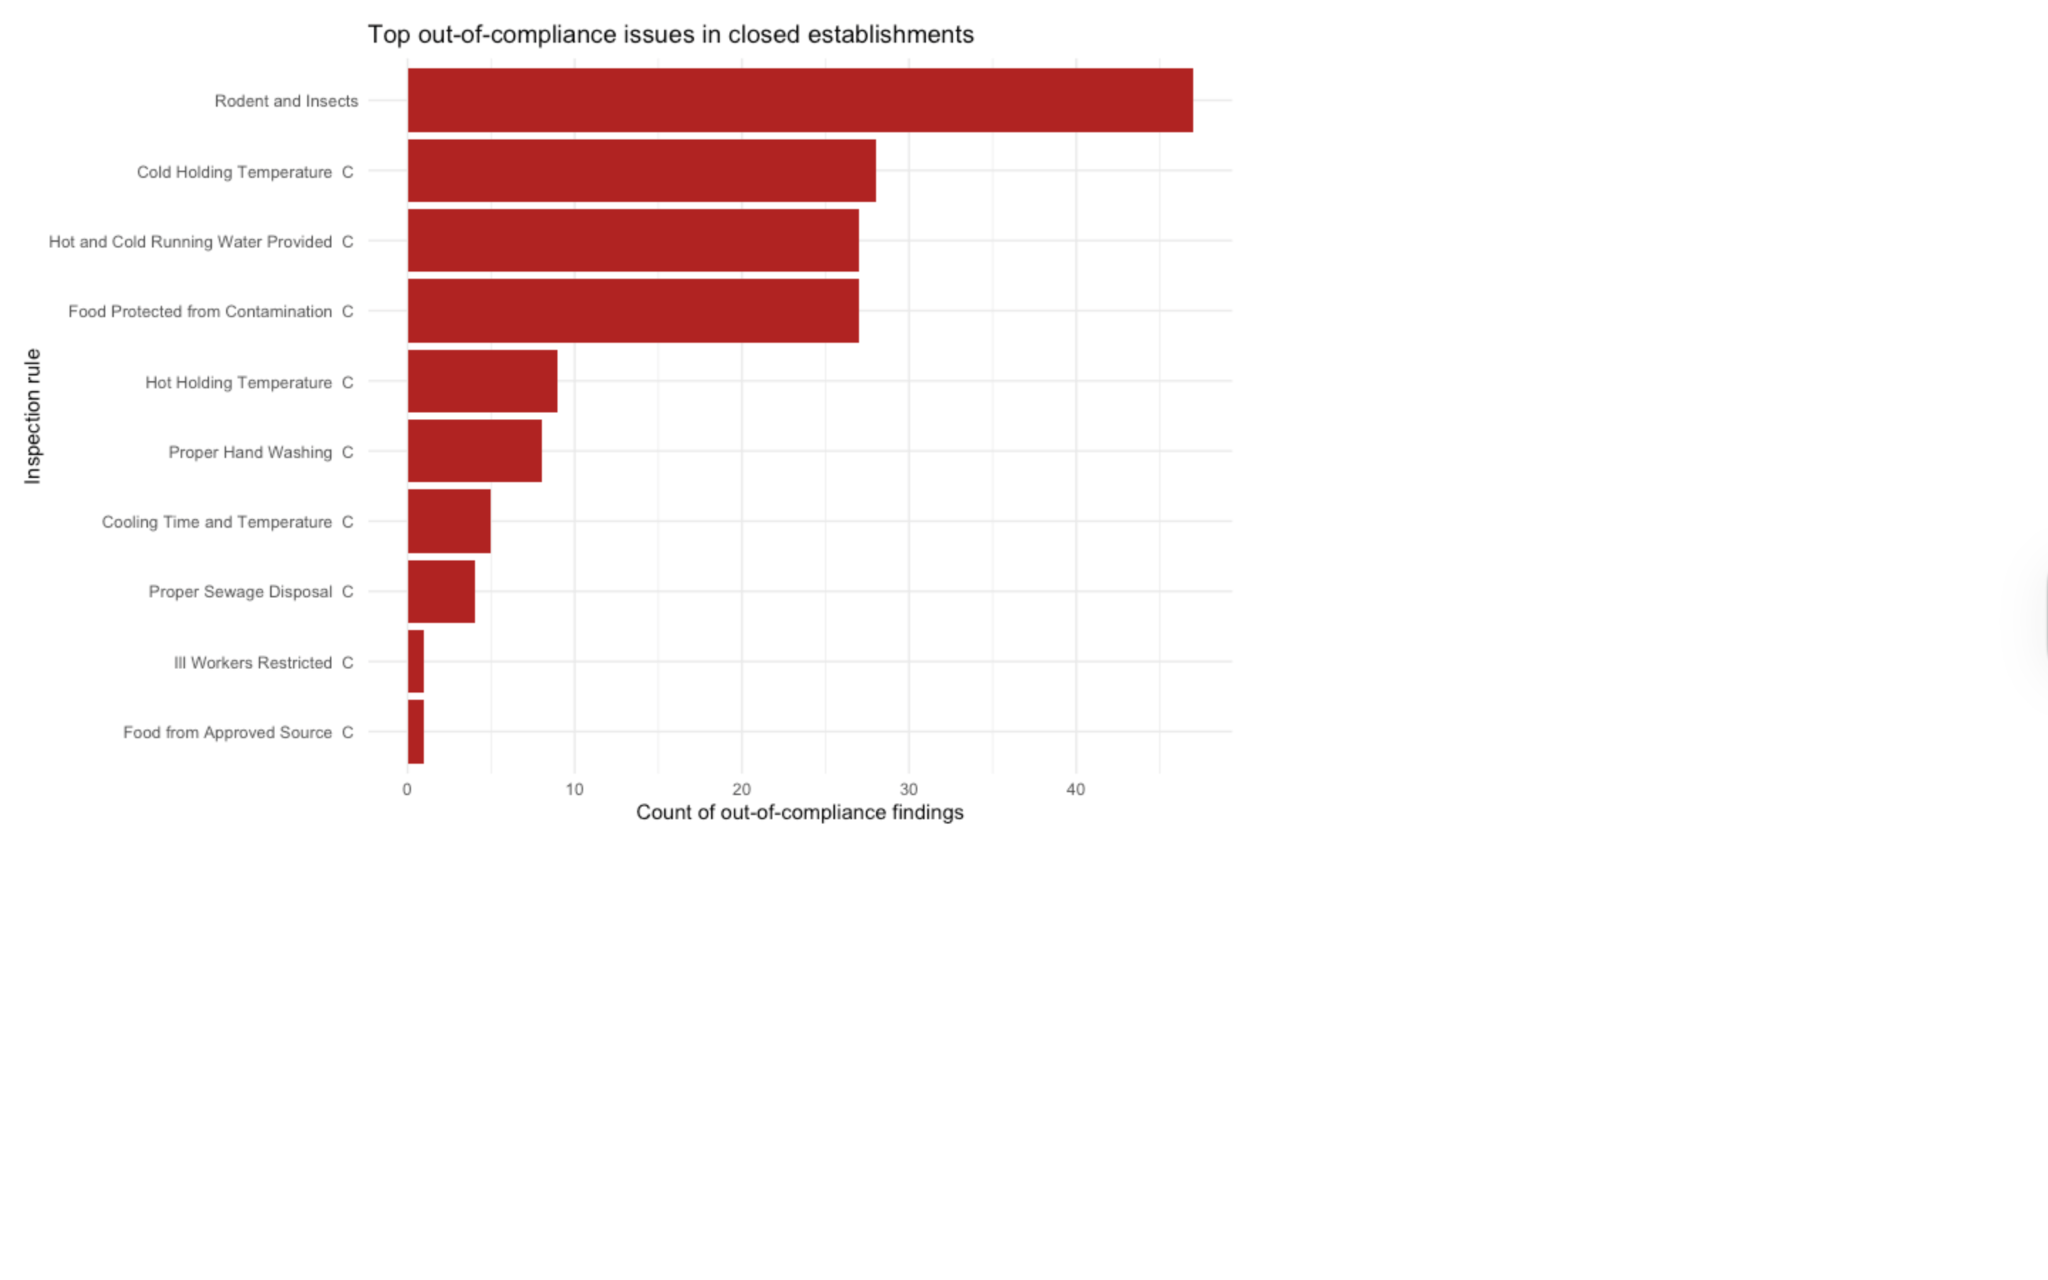 Top out-of-compliance issues in closed establishments
Inspection rule
Rodent and Insects
Cold Holding Temperature C
Hot and Cold Running Water Provided C
Food Protected from Contamination C
Hot Holding Temperature C
Proper Hand Washing C
Cooling Time and Temperature C
Proper Sewage Disposal C
Ill Workers Restricted C
Food from Approved Source C
0 10 20 30 40
Count of out-of-compliance findings